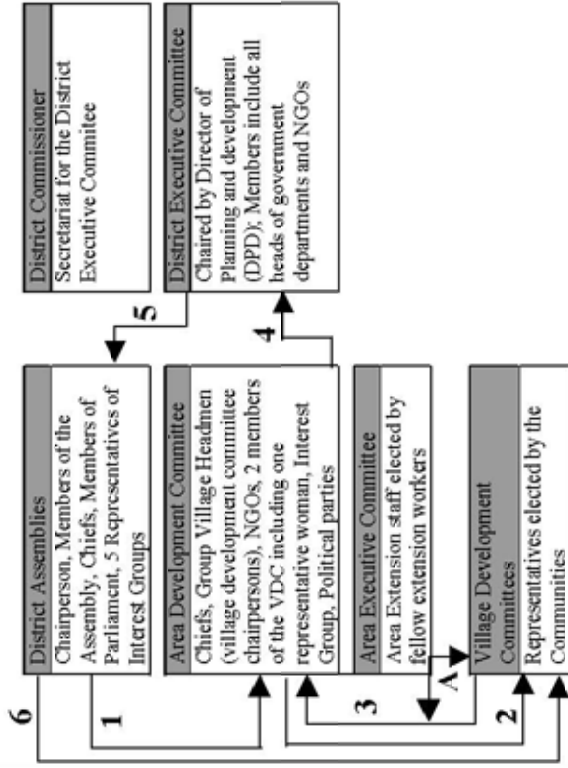 6
1
District Assemblies
Chairperson, Members of the
Assembly, Chiefs, Members of
Parliament, 5 Representatives of
Interest Groups
5
District Commissioner
Secretariat for the District
Executive Commitee
Area Development Committee
Chiefs, Group Village Headmen
(village development committee
chairpersons), NGOs, 2 members
of the VDC including one
representative woman, Interest
Group, Political parties
4
District Executive Committee
Chaired by Director of
Planning and development
(DPD); Members include all
heads of government
departments and NGOs
3
Area Executive Committee
Area Extension staff elected by
fellow extension workers
A
2
Village Development
Committees
Representatives elected by the
Communities